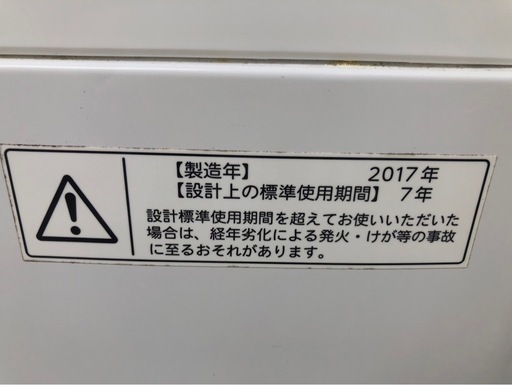 【製造年】 2017年
【設計上の標準使用期間】 7年
設計標準使用期間を超えてお使いいただいた
場合は、経年劣化による発火・けが等の事故
に至るおそれがあります。